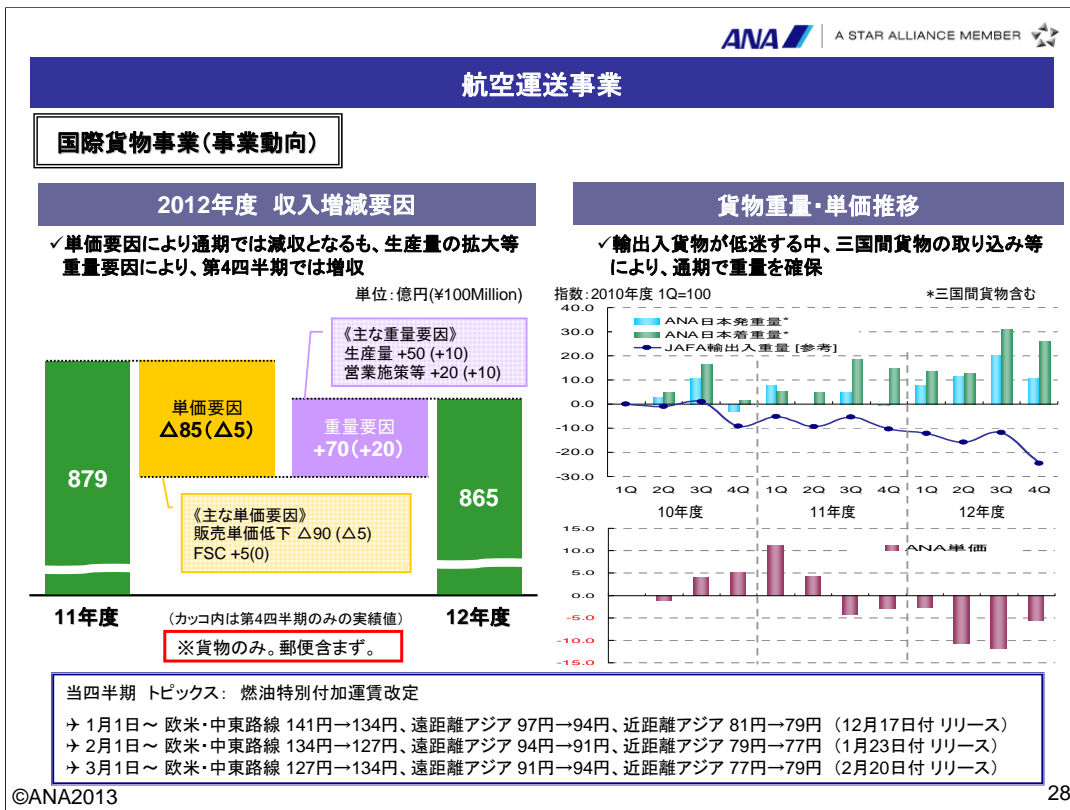 ANA A STAR ALLIANCE MEMBER
航空運送事業
国際貨物事業(事業動向)
2012年度 収入増減要因
✓単価要因により通期では減収となるも、生産量の拡大等
重量要因により、第4四半期では増収
単位:億円(¥100Million)
《主な重量要因》
生産量 +50 (+10)
営業施策等 +20 (+10)
単価要因
△85(△5)
重量要因
+70(+20)
879
865
《主な単価要因》
販売単価低下 △90 (△5)
FSC +5(0)
11年度
(カッコ内は第4四半期のみの実績値)
12年度
※貨物のみ。郵便含まず。
貨物重量・単価推移
✓輸出入貨物が低迷する中、三国間貨物の取り込み等
により、通期で重量を確保
指数:2010年度 1Q=100
*三国間貨物含む
40.0
30.0
20.0
10.0
0.0
-10.0
-20.0
-30.0
ANA日本発重量*
ANA日本着重量*
JAFA輸出入重量 [参考]
1Q 2Q 3Q 4Q 1Q 2Q 3Q 4Q 1Q 2Q 3Q 4Q
10年度 11年度 12年度
15.0
10.0
5.0
0.0
-5.0
-10.0
-15.0
ANA単価
当四半期 トピックス: 燃油特別付加運賃改定
✈ 1月1日~ 欧米・中東路線 141円→134円、遠距離アジア 97円→94円、近距離アジア 81円→79円 (12月17日付 リリース)
✈ 2月1日~ 欧米・中東路線 134円→127円、遠距離アジア 94円→91円、近距離アジア 79円→77円 (1月23日付 リリース)
✈ 3月1日~ 欧米・中東路線 127円→134円、遠距離アジア 91円→94円、近距離アジア 77円→79円 (2月20日付 リリース)
©ANA2013
28